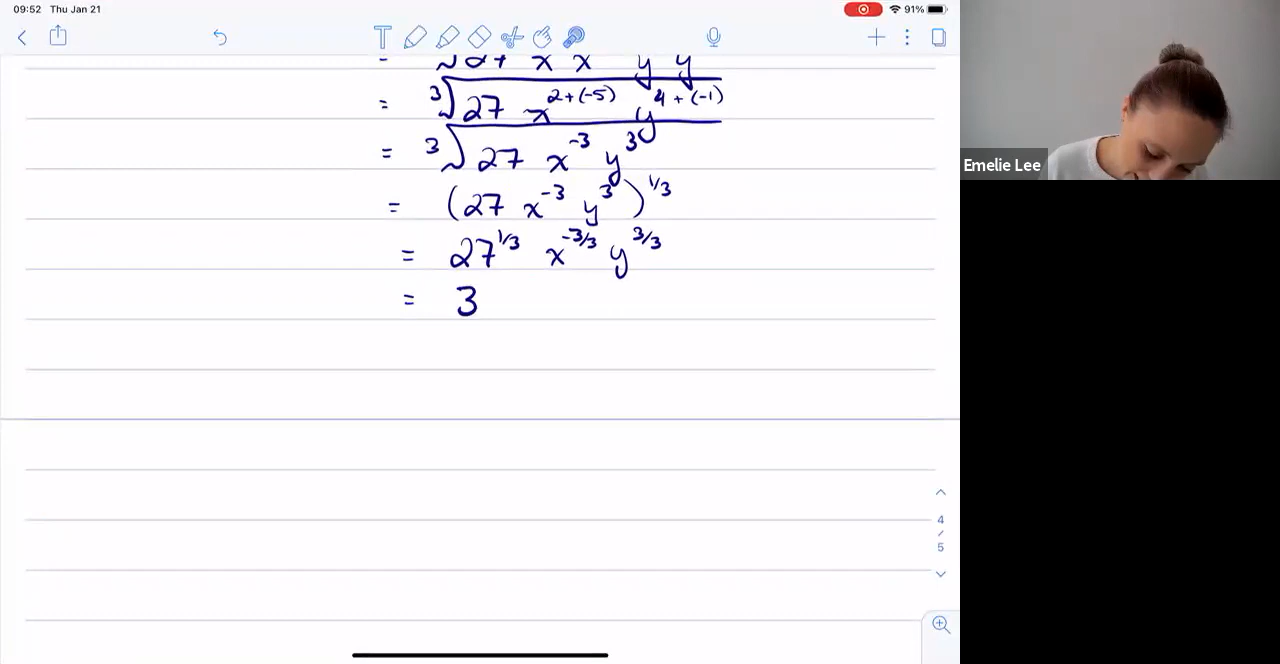 09:52 Thu Jan 21 91%
= ∛27 x x y y
= ∛27 x^2+(-5) y^4+(-1)
= ∛27 x^-3 y^3
= (27 x^-3 y^3)^1/3
= 27^1/3 x^-3/3 y^3/3
= 3
Emelie Lee
4
/
5